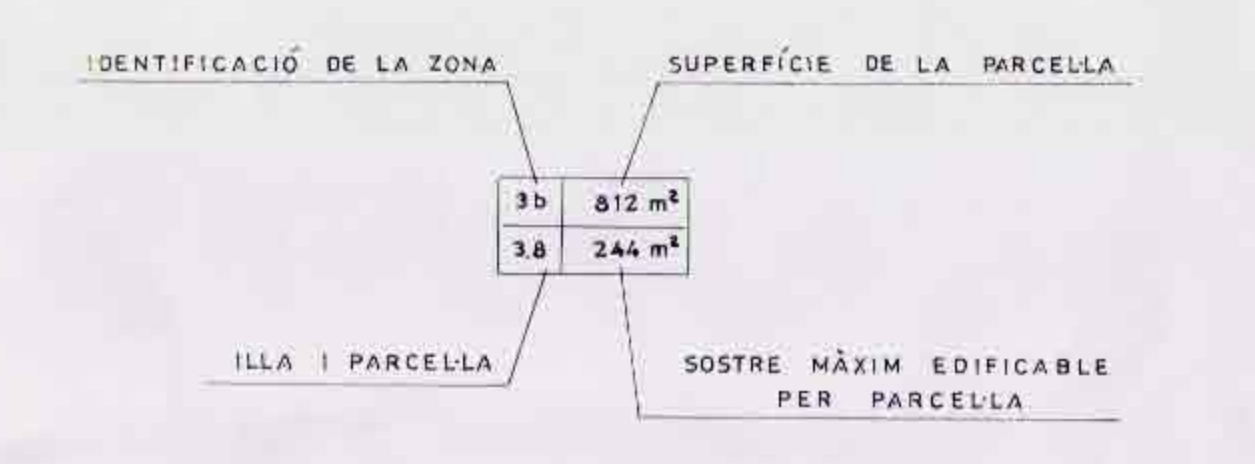 IDENTIFICACIÓ DE LA ZONA
SUPERFÍCIE DE LA PARCEL·LA
3b 812 m²
3.8 244 m²
ILLA I PARCEL·LA
SOSTRE MÀXIM EDIFICABLE
PER PARCEL·LA